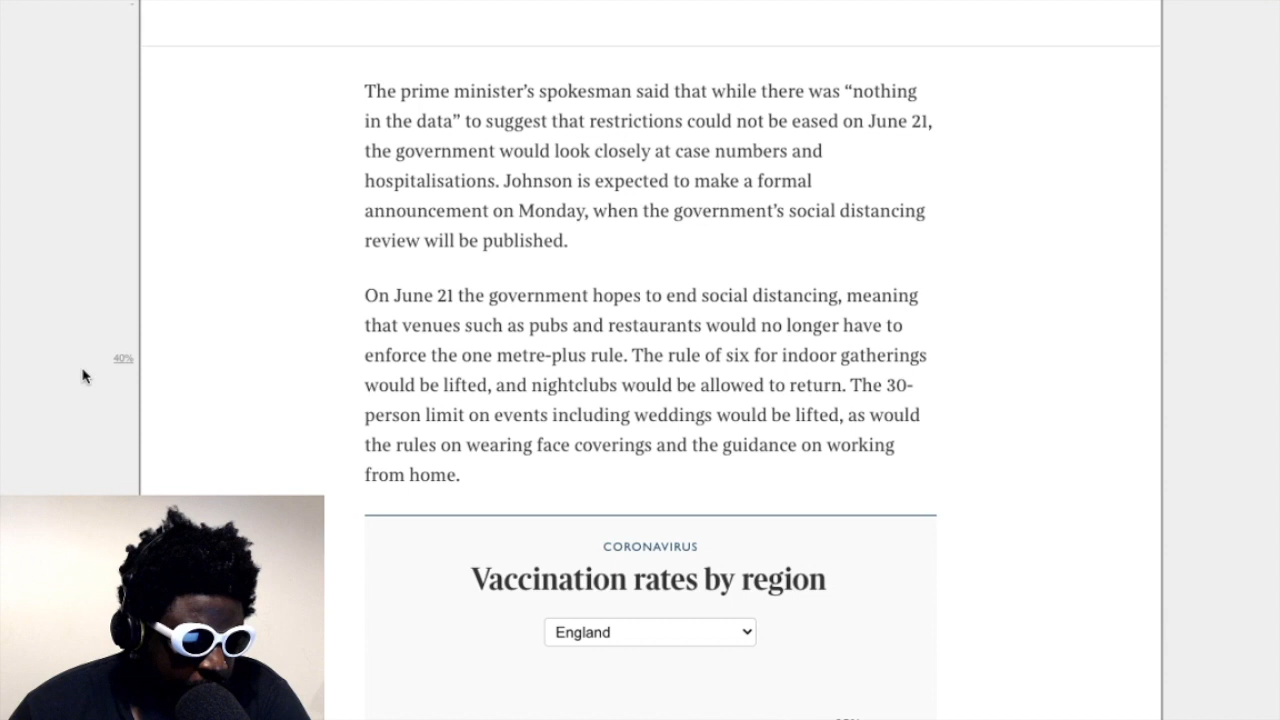 The prime minister’s spokesman said that while there was “nothing
in the data” to suggest that restrictions could not be eased on June 21,
the government would look closely at case numbers and
hospitalisations. Johnson is expected to make a formal
announcement on Monday, when the government’s social distancing
review will be published.
On June 21 the government hopes to end social distancing, meaning
that venues such as pubs and restaurants would no longer have to
enforce the one metre-plus rule. The rule of six for indoor gatherings
40%
would be lifted, and nightclubs would be allowed to return. The 30-
person limit on events including weddings would be lifted, as would
the rules on wearing face coverings and the guidance on working
from home.
CORONAVIRUS
Vaccination rates by region
England